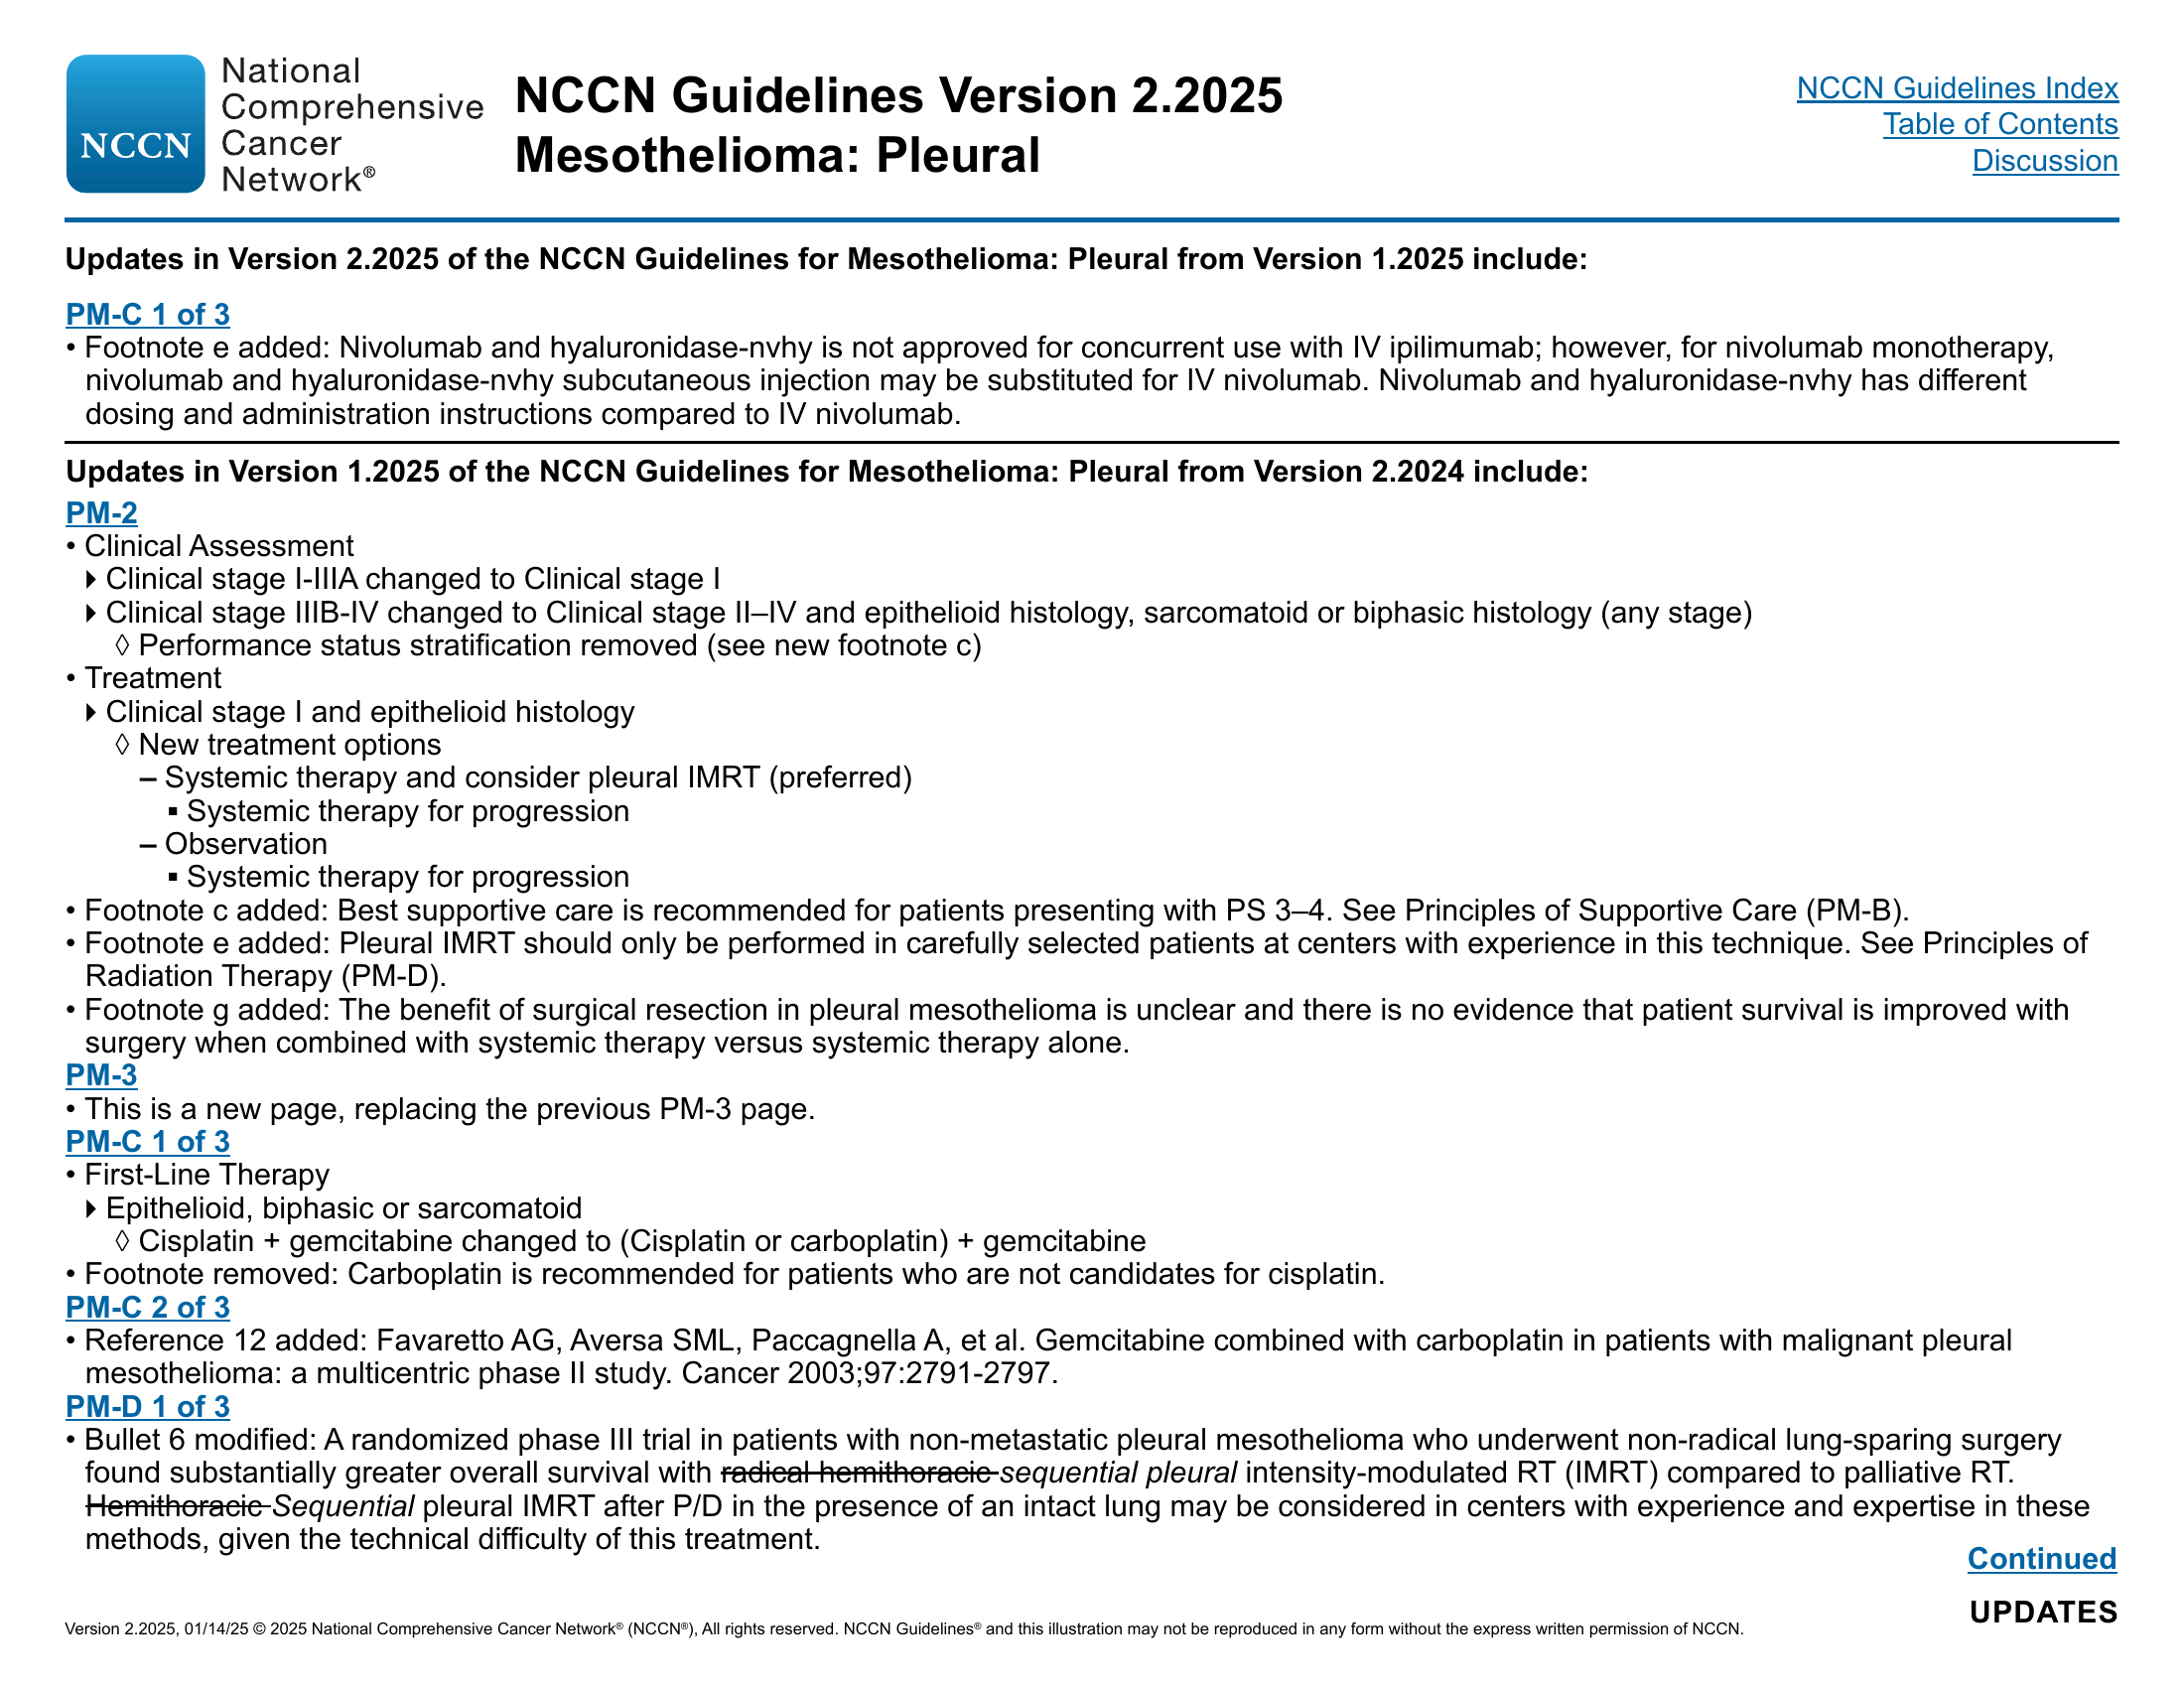 National
Comprehensive
Cancer
Network®
NCCN
NCCN Guidelines Version 2.2025
Mesothelioma: Pleural
NCCN Guidelines Index
Table of Contents
Discussion
Updates in Version 2.2025 of the NCCN Guidelines for Mesothelioma: Pleural from Version 1.2025 include:
PM-C 1 of 3
• Footnote e added: Nivolumab and hyaluronidase-nvhy is not approved for concurrent use with IV ipilimumab; however, for nivolumab monotherapy,
nivolumab and hyaluronidase-nvhy subcutaneous injection may be substituted for IV nivolumab. Nivolumab and hyaluronidase-nvhy has different
dosing and administration instructions compared to IV nivolumab.
Updates in Version 1.2025 of the NCCN Guidelines for Mesothelioma: Pleural from Version 2.2024 include:
PM-2
• Clinical Assessment
▸ Clinical stage I-IIIA changed to Clinical stage I
▸ Clinical stage IIIB-IV changed to Clinical stage II–IV and epithelioid histology, sarcomatoid or biphasic histology (any stage)
◊ Performance status stratification removed (see new footnote c)
• Treatment
▸ Clinical stage I and epithelioid histology
◊ New treatment options
– Systemic therapy and consider pleural IMRT (preferred)
▪ Systemic therapy for progression
– Observation
▪ Systemic therapy for progression
• Footnote c added: Best supportive care is recommended for patients presenting with PS 3–4. See Principles of Supportive Care (PM-B).
• Footnote e added: Pleural IMRT should only be performed in carefully selected patients at centers with experience in this technique. See Principles of
Radiation Therapy (PM-D).
• Footnote g added: The benefit of surgical resection in pleural mesothelioma is unclear and there is no evidence that patient survival is improved with
surgery when combined with systemic therapy versus systemic therapy alone.
PM-3
• This is a new page, replacing the previous PM-3 page.
PM-C 1 of 3
• First-Line Therapy
▸ Epithelioid, biphasic or sarcomatoid
◊ Cisplatin + gemcitabine changed to (Cisplatin or carboplatin) + gemcitabine
• Footnote removed: Carboplatin is recommended for patients who are not candidates for cisplatin.
PM-C 2 of 3
• Reference 12 added: Favaretto AG, Aversa SML, Paccagnella A, et al. Gemcitabine combined with carboplatin in patients with malignant pleural
mesothelioma: a multicentric phase II study. Cancer 2003;97:2791-2797.
PM-D 1 of 3
• Bullet 6 modified: A randomized phase III trial in patients with non-metastatic pleural mesothelioma who underwent non-radical lung-sparing surgery
found substantially greater overall survival with radical hemithoracic sequential pleural intensity-modulated RT (IMRT) compared to palliative RT.
Hemithoracic Sequential pleural IMRT after P/D in the presence of an intact lung may be considered in centers with experience and expertise in these
methods, given the technical difficulty of this treatment.
Continued
UPDATES
Version 2.2025, 01/14/25 © 2025 National Comprehensive Cancer Network® (NCCN®), All rights reserved. NCCN Guidelines® and this illustration may not be reproduced in any form without the express written permission of NCCN.